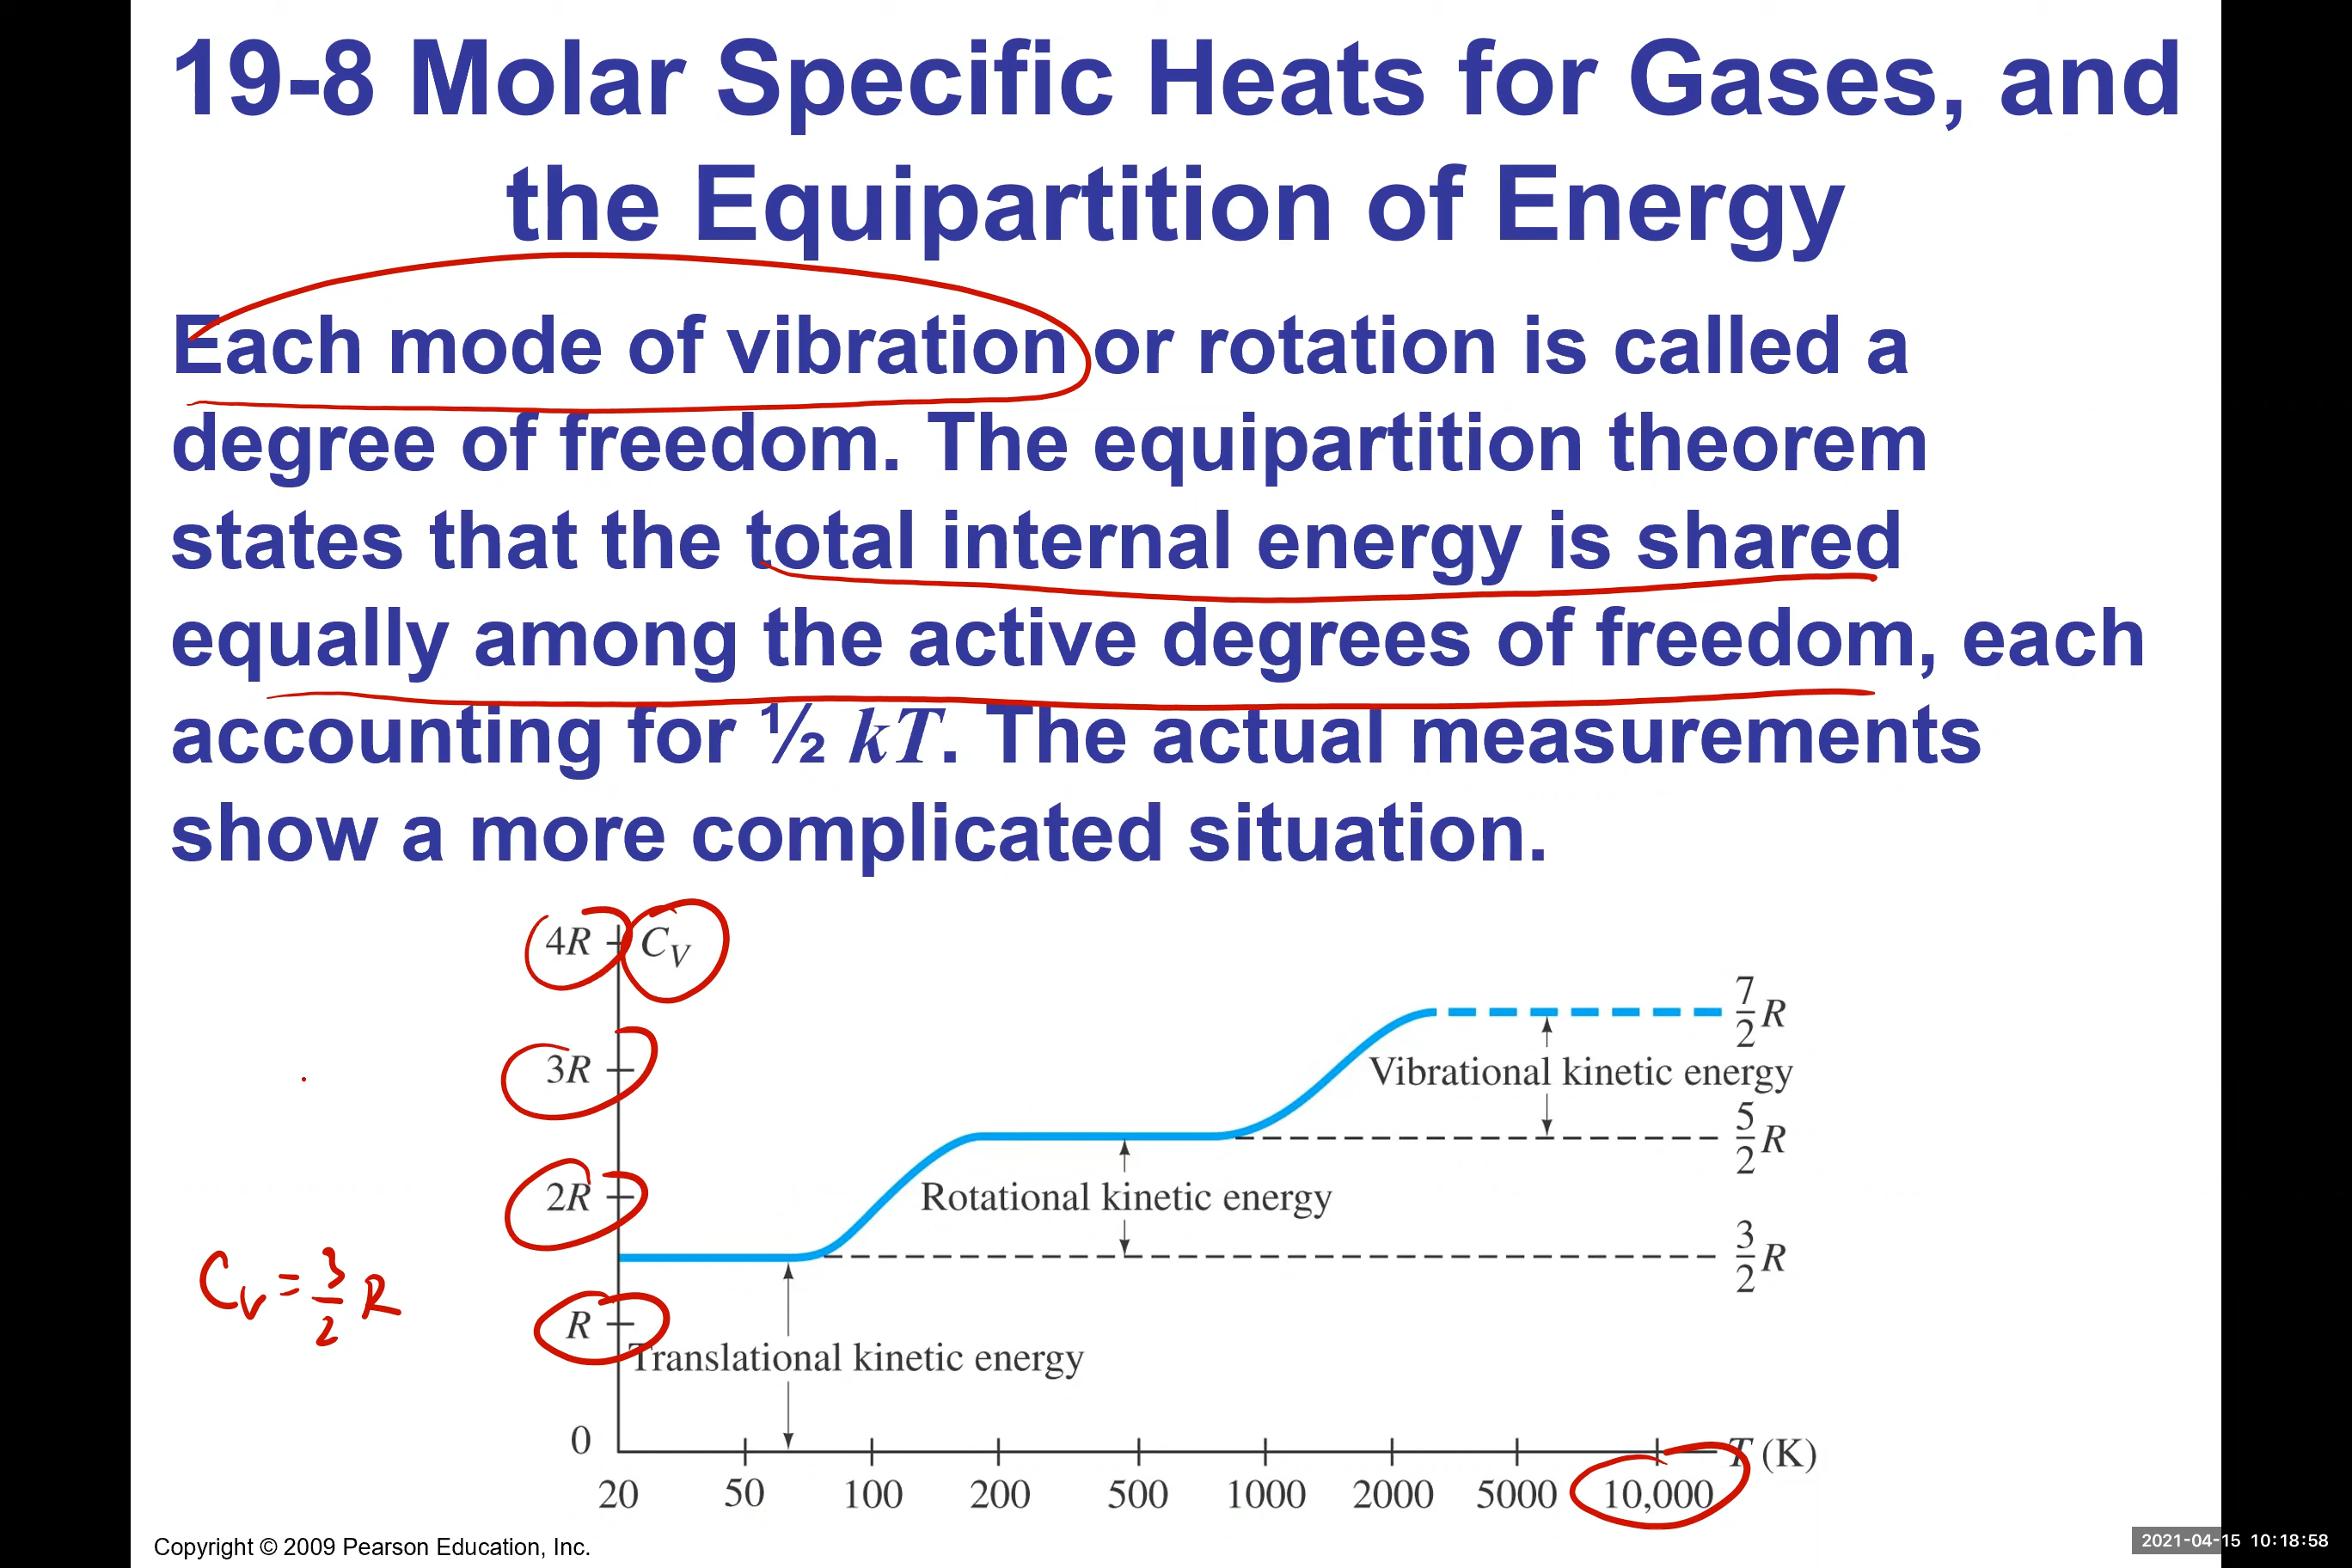 19-8 Molar Specific Heats for Gases, and
the Equipartition of Energy
Each mode of vibration or rotation is called a
degree of freedom. The equipartition theorem
states that the total internal energy is shared
equally among the active degrees of freedom, each
accounting for ½ kT. The actual measurements
show a more complicated situation.
4R C_V
7/2 R
3R
Vibrational kinetic energy
5/2 R
2R
Rotational kinetic energy
3/2 R
C_V = 3/2 R
R
Translational kinetic energy
0
T (K)
20 50 100 200 500 1000 2000 5000 10,000
Copyright © 2009 Pearson Education, Inc.
2021-04-15 10:18:58